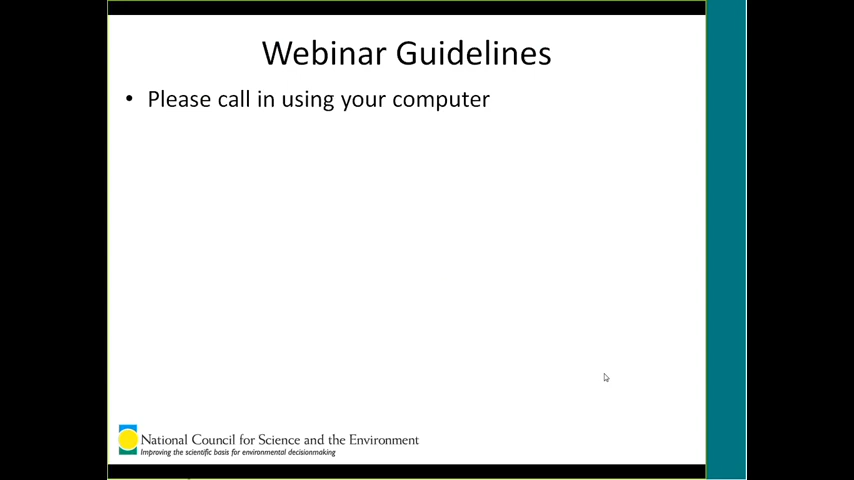 Webinar Guidelines
• Please call in using your computer
National Council for Science and the Environment
Improving the scientific basis for environmental decisionmaking